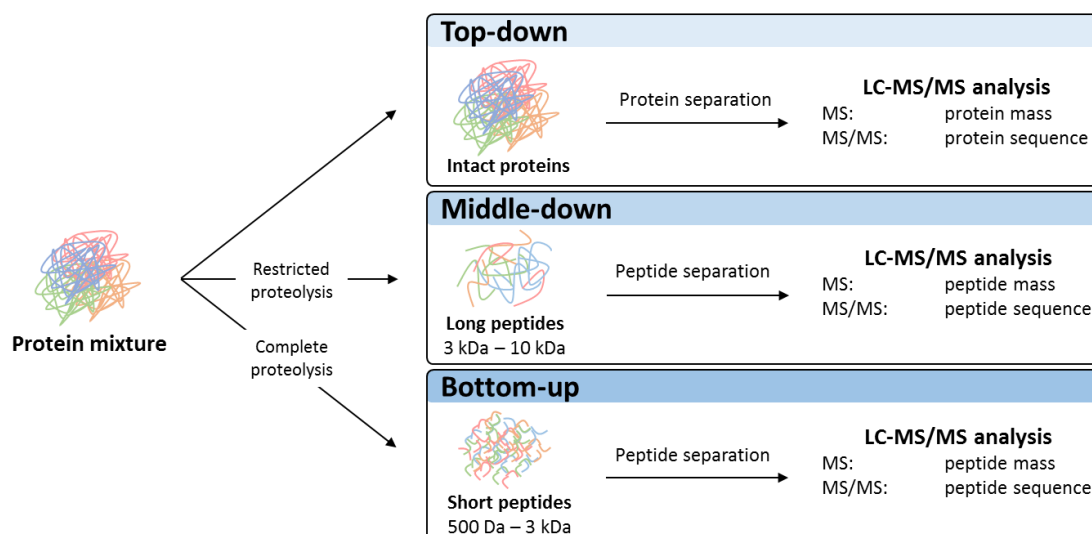 Top-down
Protein separation
LC-MS/MS analysis
MS: protein mass
MS/MS: protein sequence
Intact proteins
Middle-down
Restricted
proteolysis
Peptide separation
LC-MS/MS analysis
MS: peptide mass
MS/MS: peptide sequence
Long peptides
3 kDa – 10 kDa
Protein mixture
Complete
proteolysis
Bottom-up
Peptide separation
LC-MS/MS analysis
MS: peptide mass
MS/MS: peptide sequence
Short peptides
500 Da – 3 kDa